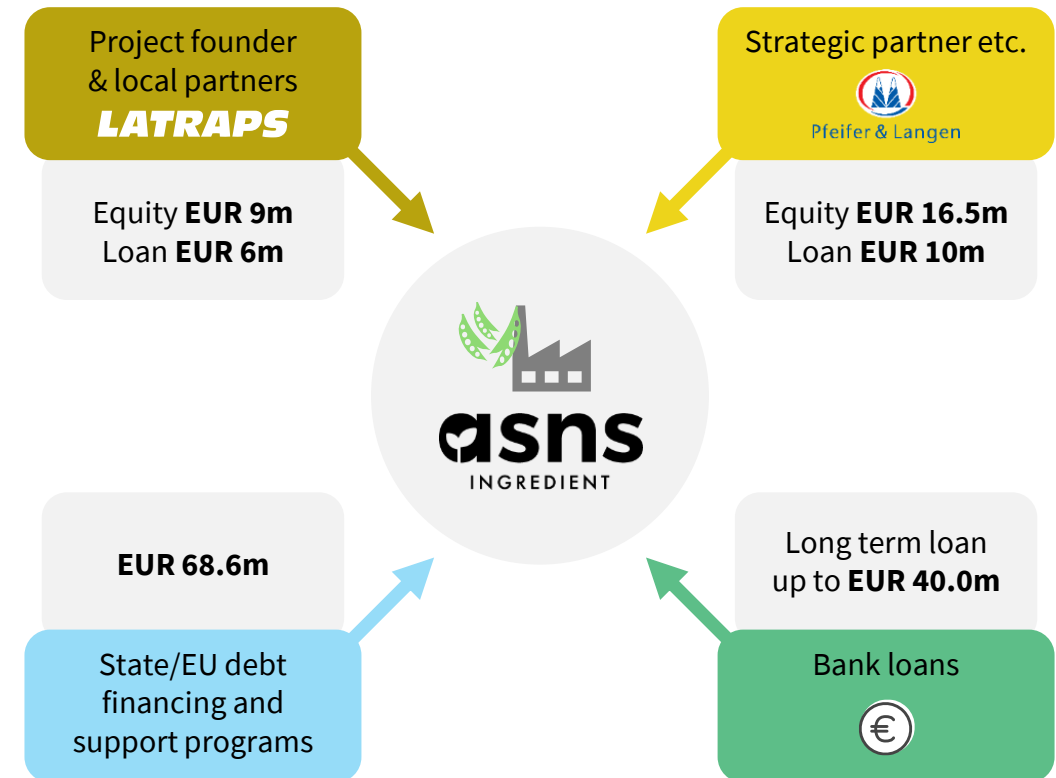 Project founder
& local partners
LATRAPS
Equity EUR 9m
Loan EUR 6m
Strategic partner etc.
Pfeifer & Langen
Equity EUR 16.5m
Loan EUR 10m
asns
INGREDIENT
EUR 68.6m
State/EU debt
financing and
support programs
Long term loan
up to EUR 40.0m
Bank loans
€